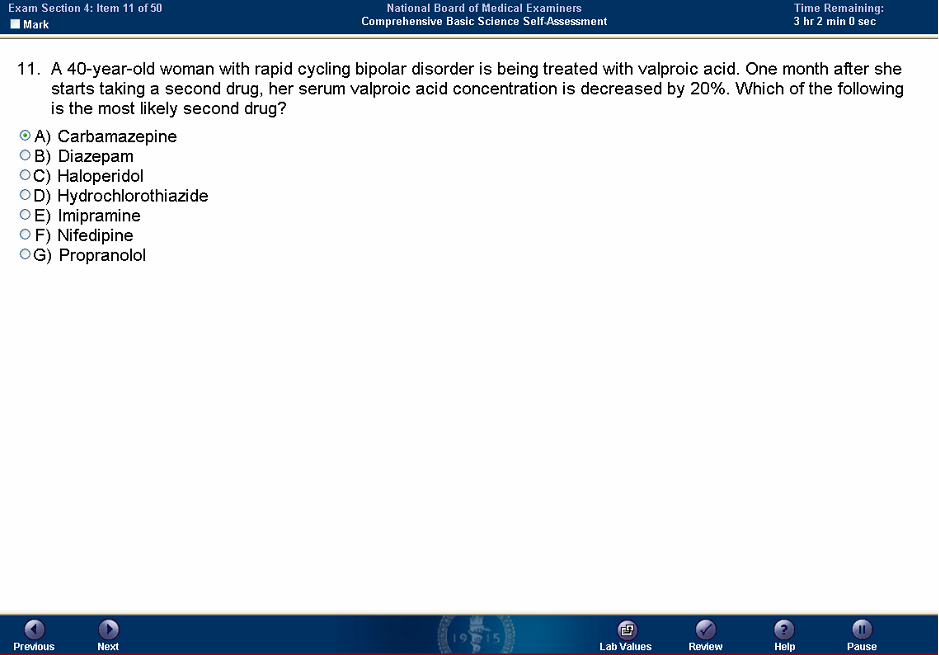 Exam Section 4: Item 11 of 50
National Board of Medical Examiners
Time Remaining:
Mark
Comprehensive Basic Science Self-Assessment
3 hr 2 min 0 sec
11. A 40-year-old woman with rapid cycling bipolar disorder is being treated with valproic acid. One month after she
starts taking a second drug, her serum valproic acid concentration is decreased by 20%. Which of the following
is the most likely second drug?
A) Carbamazepine
B) Diazepam
C) Haloperidol
D) Hydrochlorothiazide
E) Imipramine
F) Nifedipine
G) Propranolol
19 15
Previous
Next
Lab Values
Review
Help
Pause